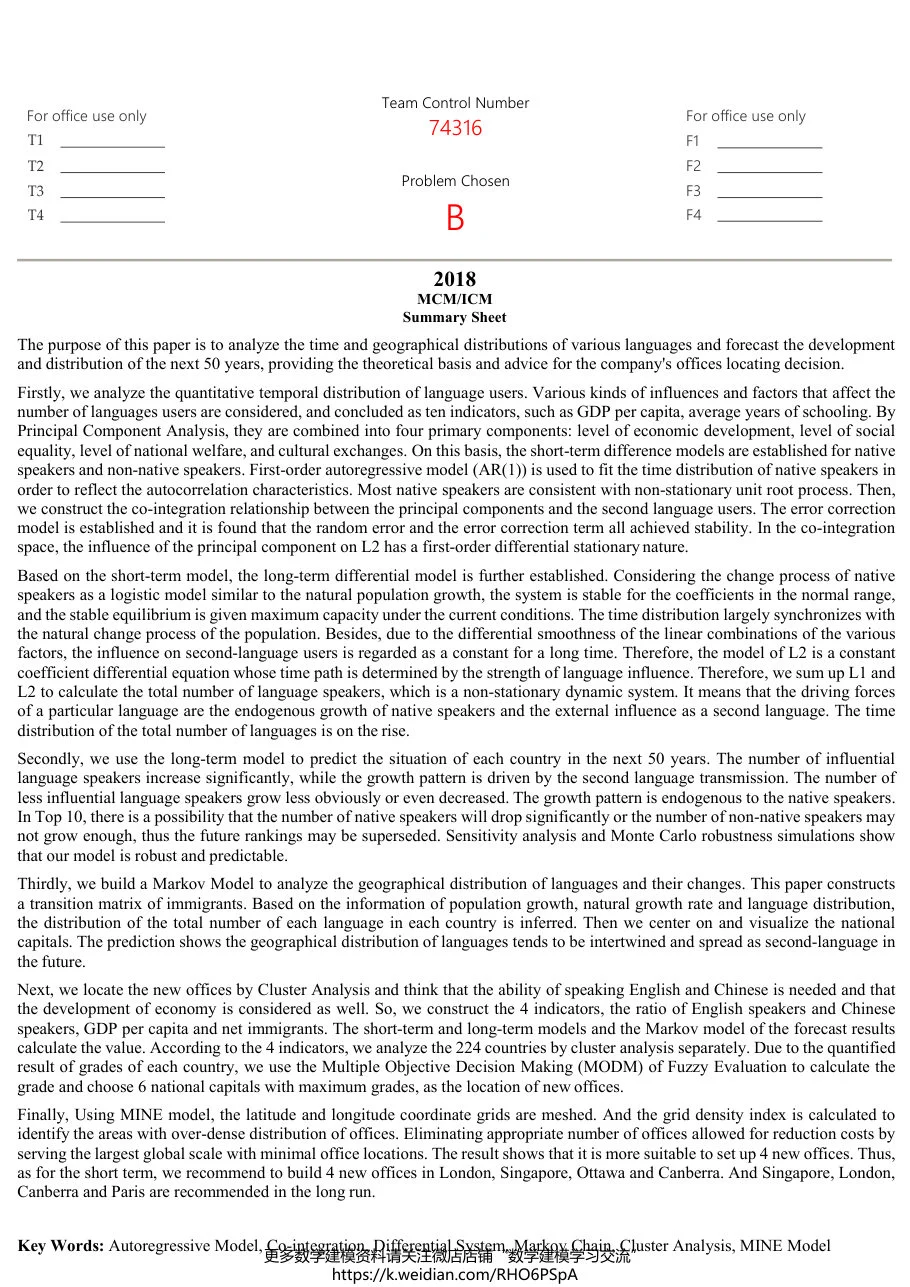 For office use only
T1
T2
T3
T4
Team Control Number
74316
Problem Chosen
B
For office use only
F1
F2
F3
F4
2018
MCM/ICM
Summary Sheet
The purpose of this paper is to analyze the time and geographical distributions of various languages and forecast the development
and distribution of the next 50 years, providing the theoretical basis and advice for the company's offices locating decision.
Firstly, we analyze the quantitative temporal distribution of language users. Various kinds of influences and factors that affect the
number of languages users are considered, and concluded as ten indicators, such as GDP per capita, average years of schooling. By
Principal Component Analysis, they are combined into four primary components: level of economic development, level of social
equality, level of national welfare, and cultural exchanges. On this basis, the short-term difference models are established for native
speakers and non-native speakers. First-order autoregressive model (AR(1)) is used to fit the time distribution of native speakers in
order to reflect the autocorrelation characteristics. Most native speakers are consistent with non-stationary unit root process. Then,
we construct the co-integration relationship between the principal components and the second language users. The error correction
model is established and it is found that the random error and the error correction term all achieved stability. In the co-integration
space, the influence of the principal component on L2 has a first-order differential stationary nature.
Based on the short-term model, the long-term differential model is further established. Considering the change process of native
speakers as a logistic model similar to the natural population growth, the system is stable for the coefficients in the normal range,
and the stable equilibrium is given maximum capacity under the current conditions. The time distribution largely synchronizes with
the natural change process of the population. Besides, due to the differential smoothness of the linear combinations of the various
factors, the influence on second-language users is regarded as a constant for a long time. Therefore, the model of L2 is a constant
coefficient differential equation whose time path is determined by the strength of language influence. Therefore, we sum up L1 and
L2 to calculate the total number of language speakers, which is a non-stationary dynamic system. It means that the driving forces
of a particular language are the endogenous growth of native speakers and the external influence as a second language. The time
distribution of the total number of languages is on the rise.
Secondly, we use the long-term model to predict the situation of each country in the next 50 years. The number of influential
language speakers increase significantly, while the growth pattern is driven by the second language transmission. The number of
less influential language speakers grow less obviously or even decreased. The growth pattern is endogenous to the native speakers.
In Top 10, there is a possibility that the number of native speakers will drop significantly or the number of non-native speakers may
not grow enough, thus the future rankings may be superseded. Sensitivity analysis and Monte Carlo robustness simulations show
that our model is robust and predictable.
Thirdly, we build a Markov Model to analyze the geographical distribution of languages and their changes. This paper constructs
a transition matrix of immigrants. Based on the information of population growth, natural growth rate and language distribution,
the distribution of the total number of each language in each country is inferred. Then we center on and visualize the national
capitals. The prediction shows the geographical distribution of languages tends to be intertwined and spread as second-language in
the future.
Next, we locate the new offices by Cluster Analysis and think that the ability of speaking English and Chinese is needed and that
the development of economy is considered as well. So, we construct the 4 indicators, the ratio of English speakers and Chinese
speakers, GDP per capita and net immigrants. The short-term and long-term models and the Markov model of the forecast results
calculate the value. According to the 4 indicators, we analyze the 224 countries by cluster analysis separately. Due to the quantified
result of grades of each country, we use the Multiple Objective Decision Making (MODM) of Fuzzy Evaluation to calculate the
grade and choose 6 national capitals with maximum grades, as the location of new offices.
Finally, Using MINE model, the latitude and longitude coordinate grids are meshed. And the grid density index is calculated to
identify the areas with over-dense distribution of offices. Eliminating appropriate number of offices allowed for reduction costs by
serving the largest global scale with minimal office locations. The result shows that it is more suitable to set up 4 new offices. Thus,
as for the short term, we recommend to build 4 new offices in London, Singapore, Ottawa and Canberra. And Singapore, London,
Canberra and Paris are recommended in the long run.
Key Words: Autoregressive Model, Co-integration, Differential System, Markov Chain, Cluster Analysis, MINE Model
更多数学建模资料请关注微店店铺“数学建模学习交流”
https://k.weidian.com/RHO6PSpA